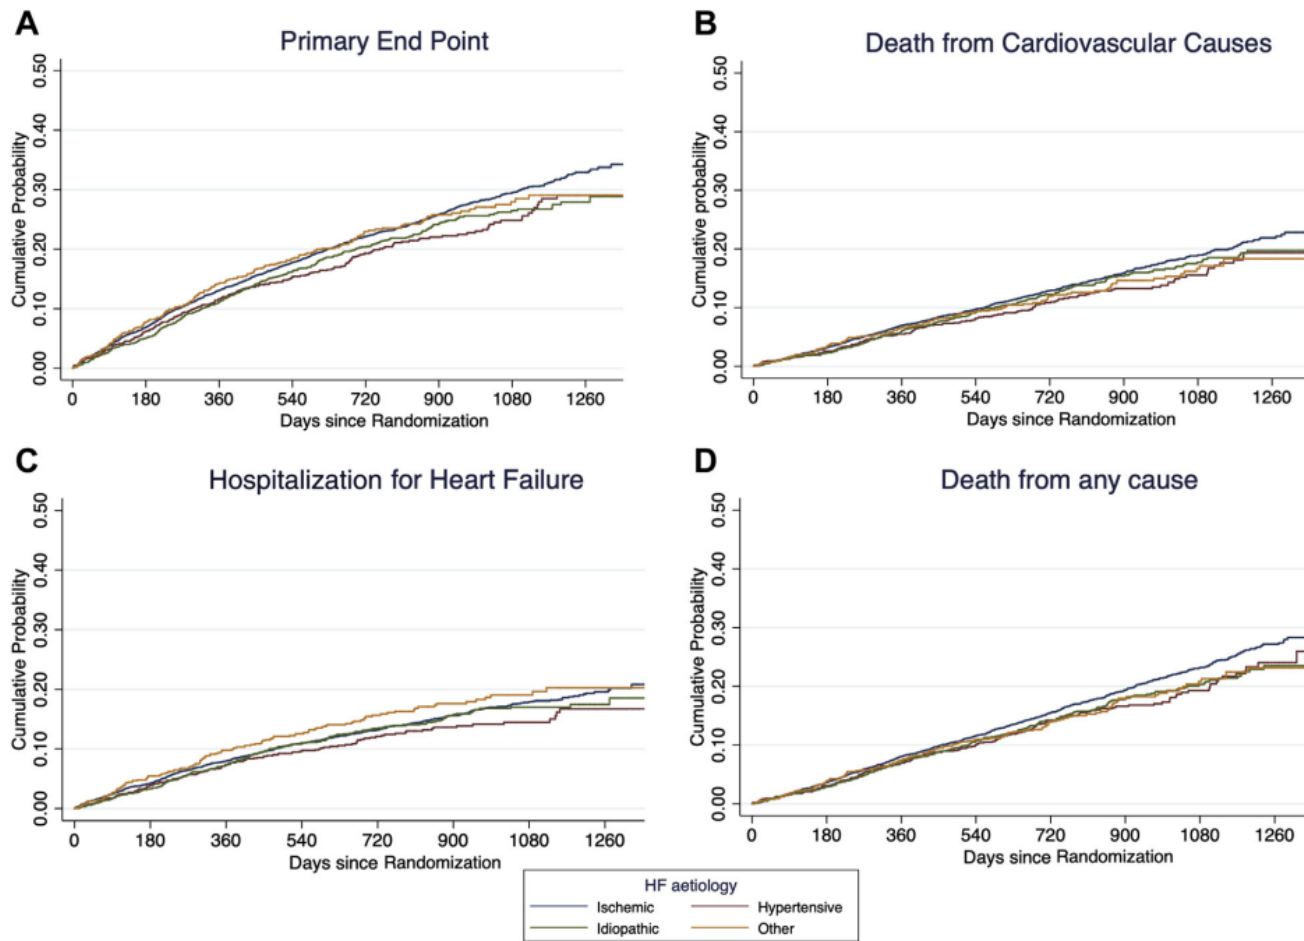 A
Primary End Point
Cumulative Probability
0.50
0.40
0.30
0.20
0.10
0.00
0 180 360 540 720 900 1080 1260
Days since Randomization
B
Death from Cardiovascular Causes
Cumulative probability
0.50
0.40
0.30
0.20
0.10
0.00
0 180 360 540 720 900 1080 1260
Days since Randomization
C
Hospitalization for Heart Failure
Cumulative Probability
0.50
0.40
0.30
0.20
0.10
0.00
0 180 360 540 720 900 1080 1260
Days since Randomization
D
Death from any cause
Cumulative Probability
0.50
0.40
0.30
0.20
0.10
0.00
0 180 360 540 720 900 1080 1260
Days since Randomization
HF aetiology
Ischemic Hypertensive
Idiopathic Other